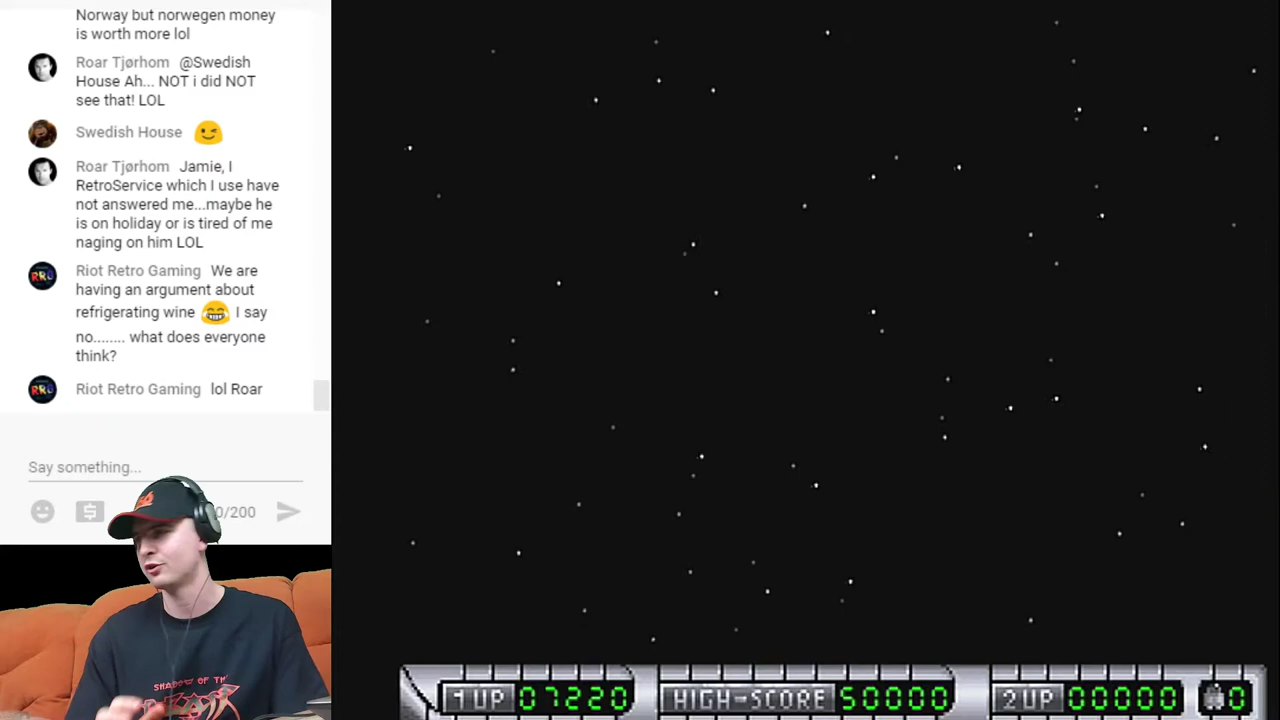 Norway but norwegen money
is worth more lol
Roar Tjørhom @Swedish
House Ah... NOT i did NOT
see that! LOL
Swedish House 😉
Roar Tjørhom Jamie, I
RetroService which I use have
not answered me...maybe he
is on holiday or is tired of me
naging on him LOL
Riot Retro Gaming We are
having an argument about
refrigerating wine 😂 I say
no........ what does everyone
think?
Riot Retro Gaming lol Roar
Say something...
0/200
SHADOW OF TH
1UP 07220 HIGH-SCORE 50000 2UP 00000 0